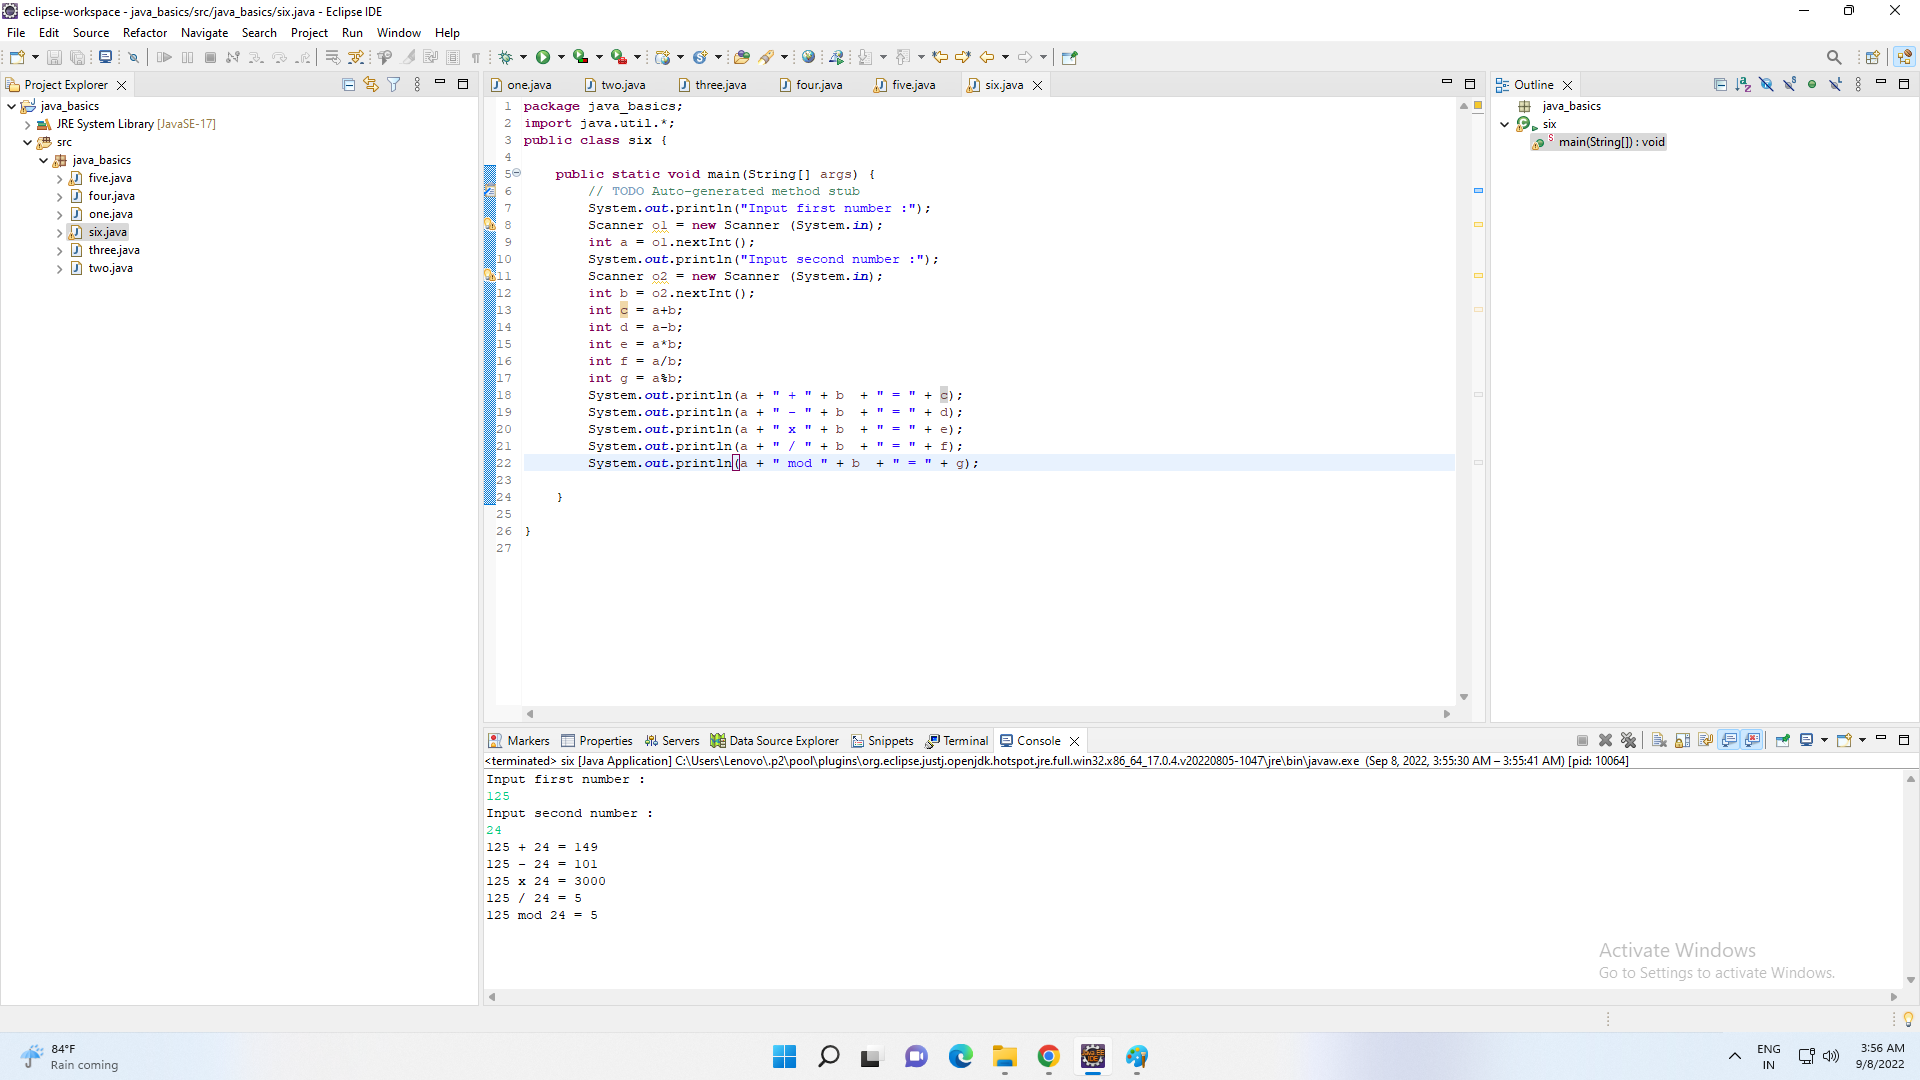 eclipse-workspace - java_basics/src/java_basics/six.java - Eclipse IDE
File Edit Source Refactor Navigate Search Project Run Window Help
Project Explorer
java_basics
JRE System Library [JavaSE-17]
src
java_basics
five.java
four.java
one.java
six.java
three.java
two.java
one.java two.java three.java four.java five.java six.java
1 package java_basics;
2 import java.util.*;
3 public class six {
4
5 public static void main(String[] args) {
6 // TODO Auto-generated method stub
7 System.out.println("Input first number :");
8 Scanner o1 = new Scanner (System.in);
9 int a = o1.nextInt();
10 System.out.println("Input second number :");
11 Scanner o2 = new Scanner (System.in);
12 int b = o2.nextInt();
13 int c = a+b;
14 int d = a-b;
15 int e = a*b;
16 int f = a/b;
17 int g = a%b;
18 System.out.println(a + " + " + b  + " = " + c);
19 System.out.println(a + " - " + b  + " = " + d);
20 System.out.println(a + " x " + b  + " = " + e);
21 System.out.println(a + " / " + b  + " = " + f);
22 System.out.println(a + " mod " + b  + " = " + g);
23
24 }
25
26 }
27
Outline
java_basics
six
main(String[]) : void
Markers Properties Servers Data Source Explorer Snippets Terminal Console
<terminated> six [Java Application] C:\Users\Lenovo\.p2\pool\plugins\org.eclipse.justj.openjdk.hotspot.jre.full.win32.x86_64_17.0.4.v20220805-1047\jre\bin\javaw.exe (Sep 8, 2022, 3:55:30 AM – 3:55:41 AM) [pid: 10064]
Input first number :
125
Input second number :
24
125 + 24 = 149
125 - 24 = 101
125 x 24 = 3000
125 / 24 = 5
125 mod 24 = 5
Activate Windows
Go to Settings to activate Windows.
84°F
Rain coming
ENG
IN
3:56 AM
9/8/2022